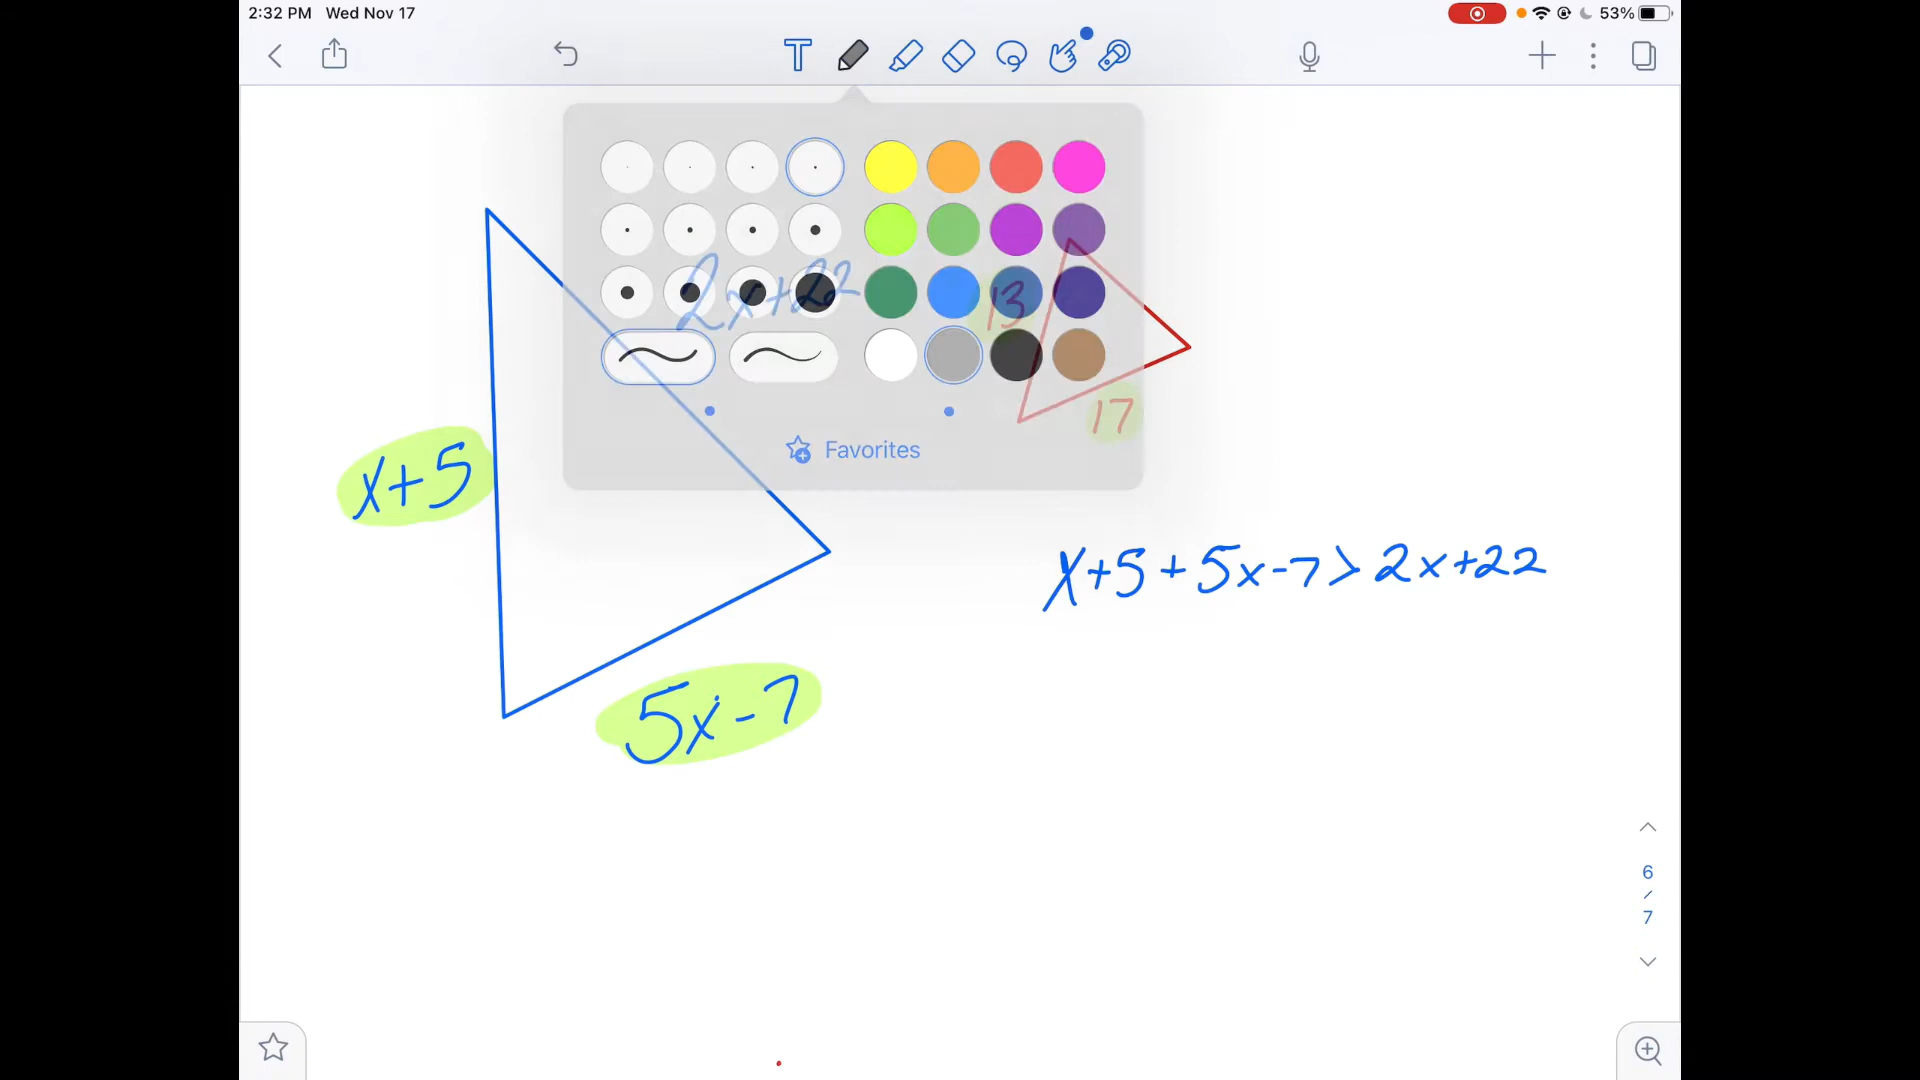 2:32 PM Wed Nov 17
53%
T
2x+22
13
17
Favorites
x+5
x+5+5x-7>2x+22
5x-7
6
/
7